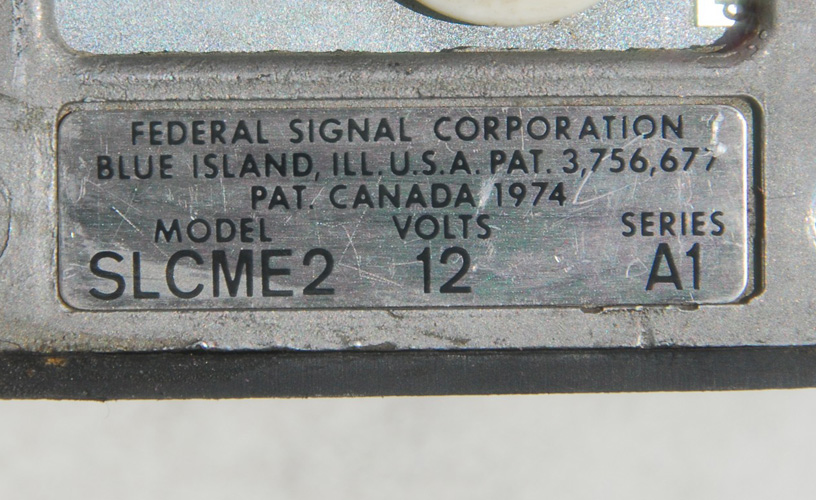 FEDERAL SIGNAL CORPORATION
BLUE ISLAND, ILL. U.S.A. PAT. 3,756,677
PAT. CANADA 1974
MODEL VOLTS SERIES
SLCME2 12 A1